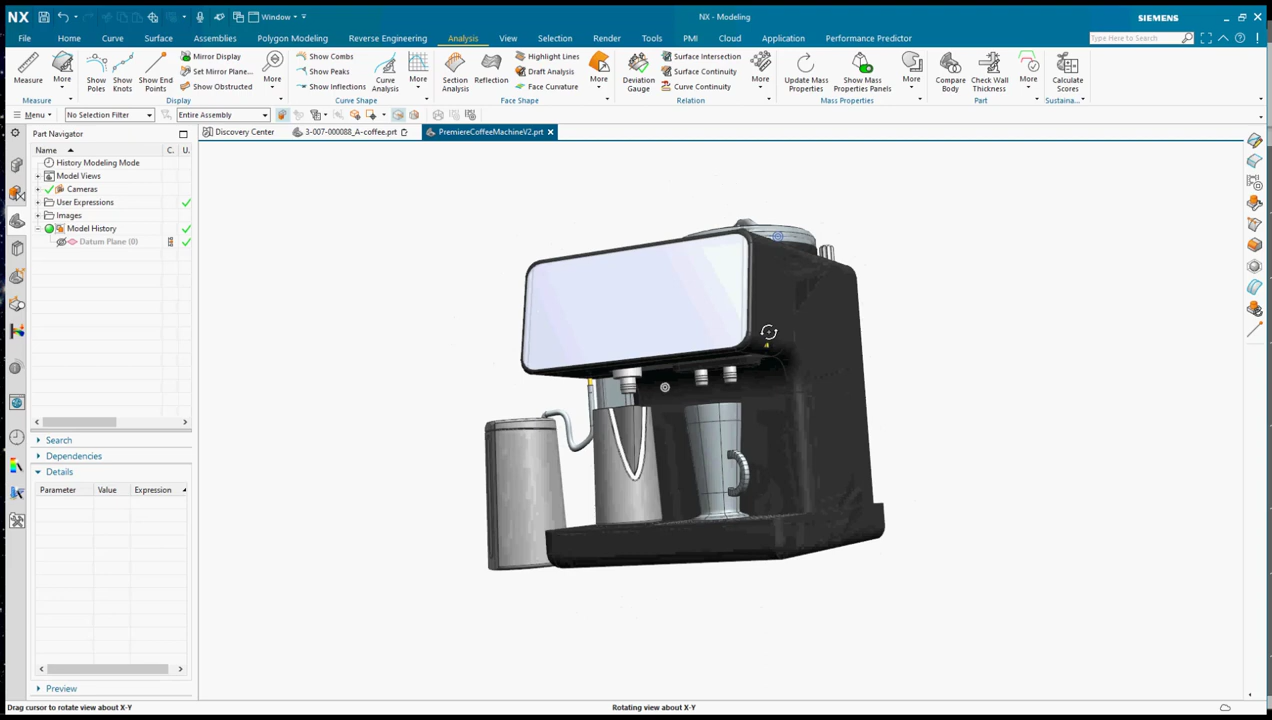 NX
Window
NX - Modeling
SIEMENS
File Home Curve Surface Assemblies Polygon Modeling Reverse Engineering Analysis View Selection Render Tools PMI Cloud Application Performance Predictor
Type here to Search
Measure
More
Measure
Show Poles
Show Knots
Show End Points
Mirror Display
Set Mirror Plane...
Show Obstructed
More
Display
Show Combs
Show Peaks
Show Inflections
Curve Analysis
More
Curve Shape
Section Analysis
Reflection
Highlight Lines
Draft Analysis
Face Curvature
More
Face Shape
Deviation Gauge
Surface Intersection
Surface Continuity
Curve Continuity
More
Relation
Update Mass Properties
Show Mass Properties Panels
More
Mass Properties
Compare Body
Check Wall Thickness
More
Part
Calculate Scores
Sustaina...
Menu
No Selection Filter
Entire Assembly
Part Navigator
Discovery Center
3-007-000088_A-coffee.prt
PremiereCoffeeMachineV2.prt
Name C. U.
History Modeling Mode
Model Views
Cameras
User Expressions
Images
Model History
Datum Plane (0)
Search
Dependencies
Details
Parameter Value Expression
Preview
Drag cursor to rotate view about X-Y
Rotating view about X-Y